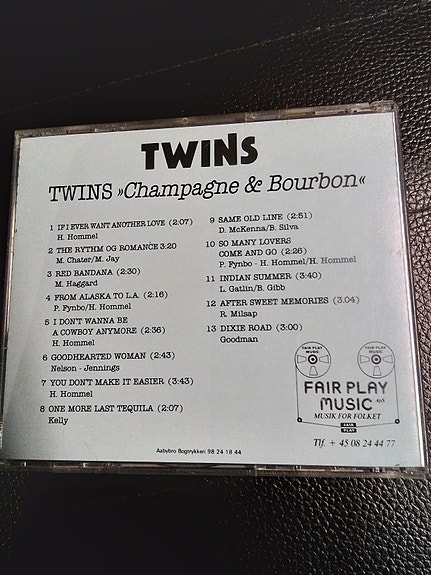 TWINS
TWINS »Champagne & Bourbon«
1 IF I EVER WANT ANOTHER LOVE (2:07)
H. Hommel
2 THE RYTHM OG ROMANCE 3:20
M. Chater/M. Jay
3 RED BANDANA (2:30)
M. Haggard
4 FROM ALASKA TO L.A. (2:16)
P. Fynbo/H. Hommel
5 I DON'T WANNA BE
A COWBOY ANYMORE (2:36)
H. Hommel
6 GOODHEARTED WOMAN (2:43)
Nelson - Jennings
7 YOU DON'T MAKE IT EASIER (3:43)
H. Hommel
8 ONE MORE LAST TEQUILA (2:07)
Kelly
9 SAME OLD LINE (2:51)
D. McKenna/B. Silva
10 SO MANY LOVERS
COME AND GO (2:26)
P. Fynbo - H. Hommel/H. Hommel
11 INDIAN SUMMER (3:40)
L. Gatlin/B. Gibb
12 AFTER SWEET MEMORIES (3.04)
R. Milsap
13 DIXIE ROAD (3:00)
Goodman
FAIR PLAY MUSIC
FAIR PLAY MUSIC
FAIR PLAY
MUSIC ApS
MUSIK FOR FOLKET
FAIR
PLAY
Tlf. + 45 08 24 44 77
Aabybro Bogtrykkeri 98 24 18 44